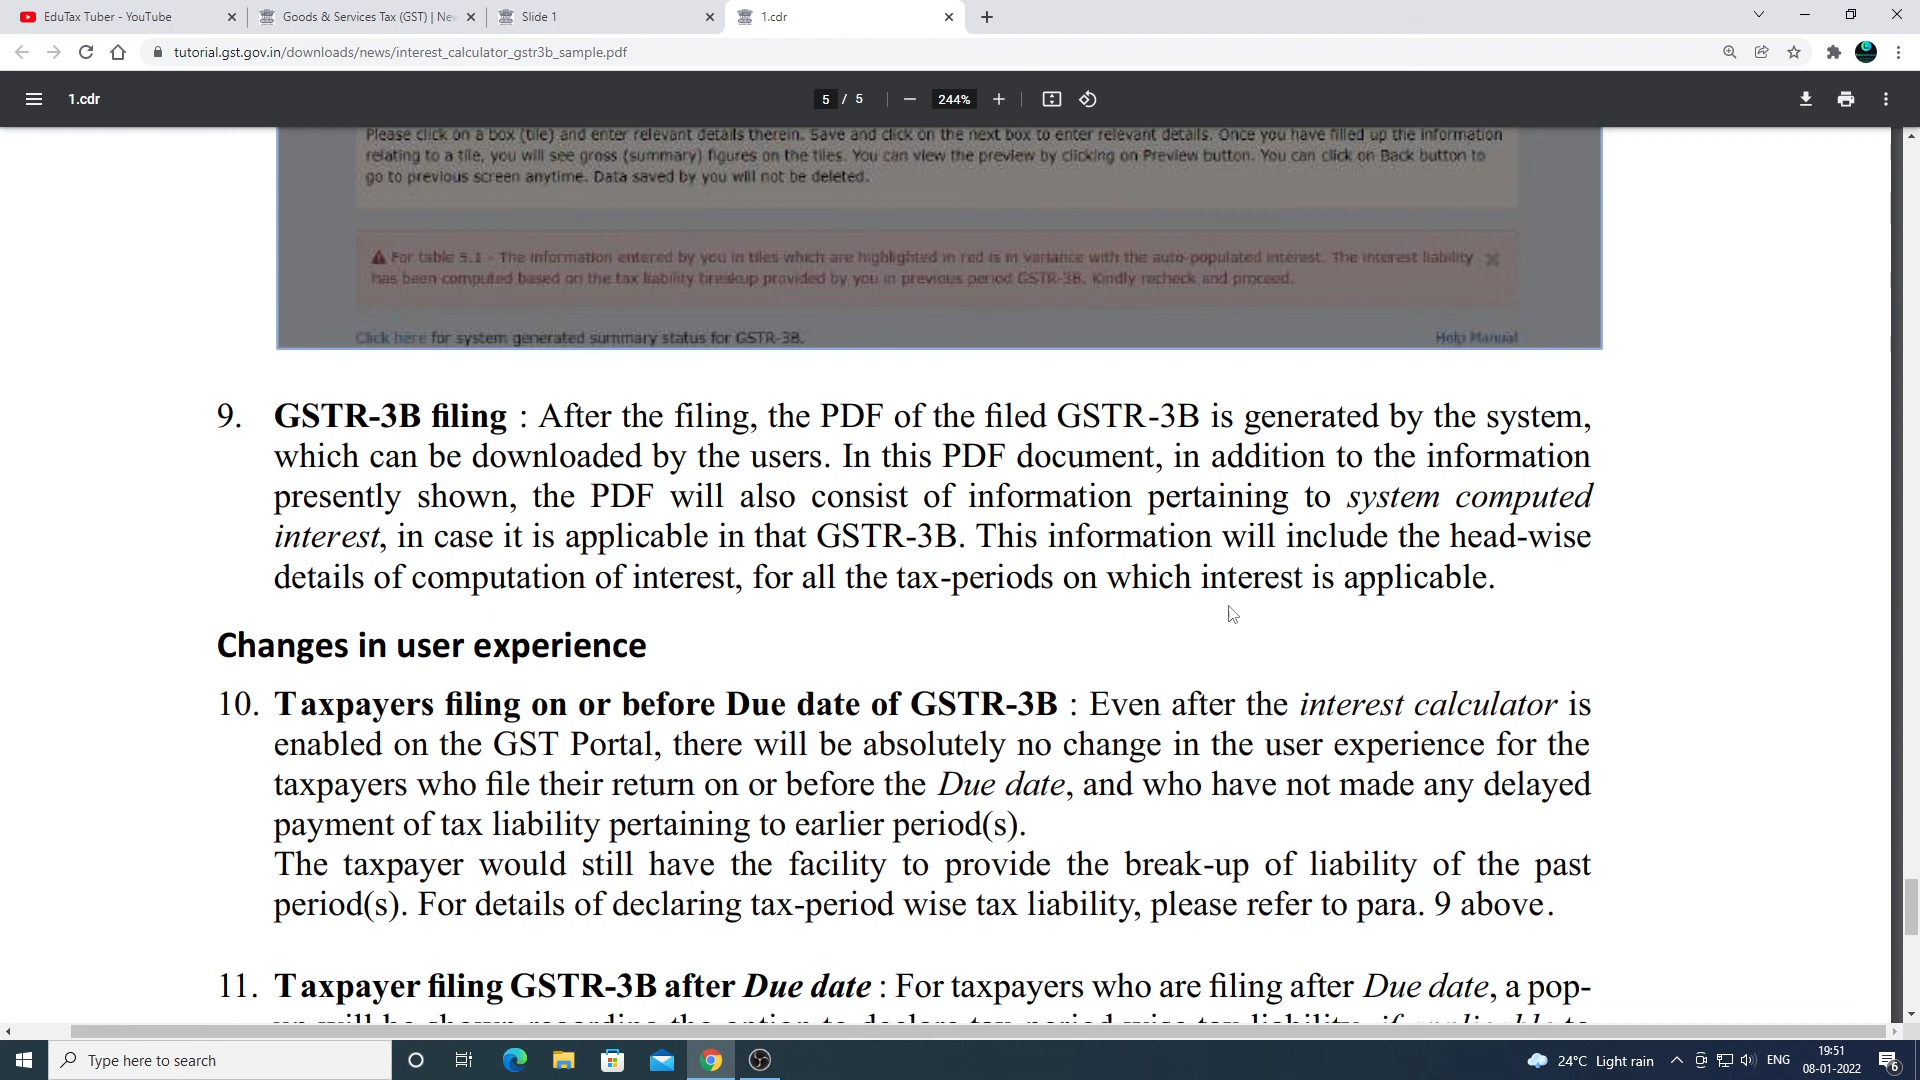 EduTax Tuber - YouTube
Goods & Services Tax (GST) | Ne
Slide 1
1.cdr
tutorial.gst.gov.in/downloads/news/interest_calculator_gstr3b_sample.pdf
1.cdr
5 / 5
244%
Please click on a box (tile) and enter relevant details therein. Save and click on the next box to enter relevant details. Once you have filled up the information
relating to a tile, you will see gross (summary) figures on the tiles. You can view the preview by clicking on Preview button. You can click on Back button to
go to previous screen anytime. Data saved by you will not be deleted.
For table 5.1 - The information entered by you in tiles which are highlighted in red is in variance with the auto-populated interest. The interest liability
has been computed based on the tax liability breakup provided by you in previous period GSTR-3B. Kindly recheck and proceed.
Click here for system generated summary status for GSTR-3B.
Help Manual
9. GSTR-3B filing : After the filing, the PDF of the filed GSTR-3B is generated by the system,
which can be downloaded by the users. In this PDF document, in addition to the information
presently shown, the PDF will also consist of information pertaining to system computed
interest, in case it is applicable in that GSTR-3B. This information will include the head-wise
details of computation of interest, for all the tax-periods on which interest is applicable.
Changes in user experience
10. Taxpayers filing on or before Due date of GSTR-3B : Even after the interest calculator is
enabled on the GST Portal, there will be absolutely no change in the user experience for the
taxpayers who file their return on or before the Due date, and who have not made any delayed
payment of tax liability pertaining to earlier period(s).
The taxpayer would still have the facility to provide the break-up of liability of the past
period(s). For details of declaring tax-period wise tax liability, please refer to para. 9 above.
11. Taxpayer filing GSTR-3B after Due date : For taxpayers who are filing after Due date, a pop-
Type here to search
24°C Light rain
ENG
19:51
08-01-2022
6